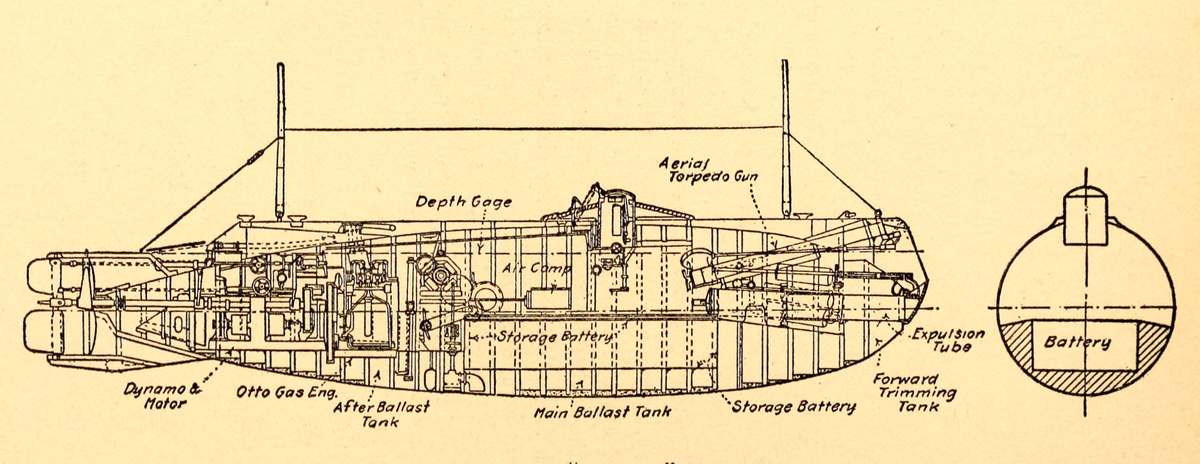 Aerial
Torpedo Gun
Depth Gage
Air Comp
Storage Battery
Expulsion
Tube
Battery
Dynamo &
Motor
Otto Gas Eng.
After Ballast
Tank
Main Ballast Tank
Storage Battery
Forward
Trimming
Tank